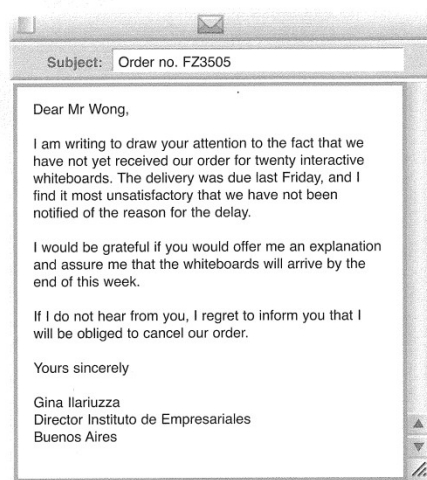 Subject: Order no. FZ3505
Dear Mr Wong,
I am writing to draw your attention to the fact that we
have not yet received our order for twenty interactive
whiteboards. The delivery was due last Friday, and I
find it most unsatisfactory that we have not been
notified of the reason for the delay.
I would be grateful if you would offer me an explanation
and assure me that the whiteboards will arrive by the
end of this week.
If I do not hear from you, I regret to inform you that I
will be obliged to cancel our order.
Yours sincerely
Gina Ilariuzza
Director Instituto de Empresariales
Buenos Aires